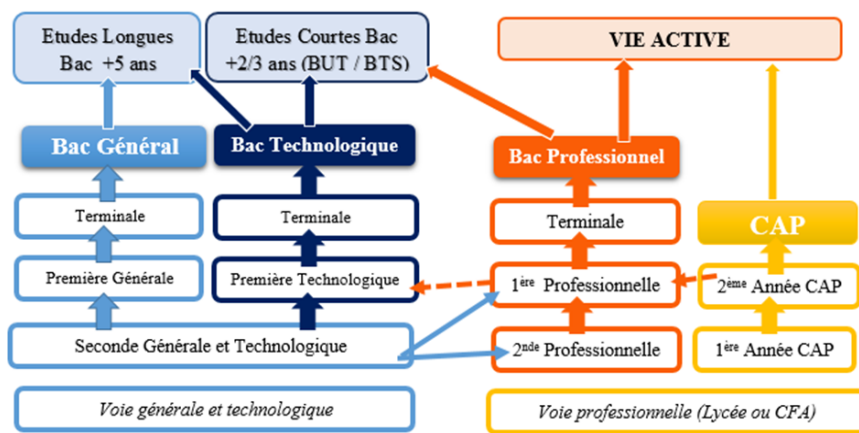 Etudes Longues
Bac +5 ans
Etudes Courtes Bac
+2/3 ans (BUT / BTS)
VIE ACTIVE
Bac Général
Bac Technologique
Bac Professionnel
Terminale
Terminale
Terminale
CAP
Première Générale
Première Technologique
1ère Professionnelle
2ème Année CAP
Seconde Générale et Technologique
2nde Professionnelle
1ère Année CAP
Voie générale et technologique
Voie professionnelle (Lycée ou CFA)